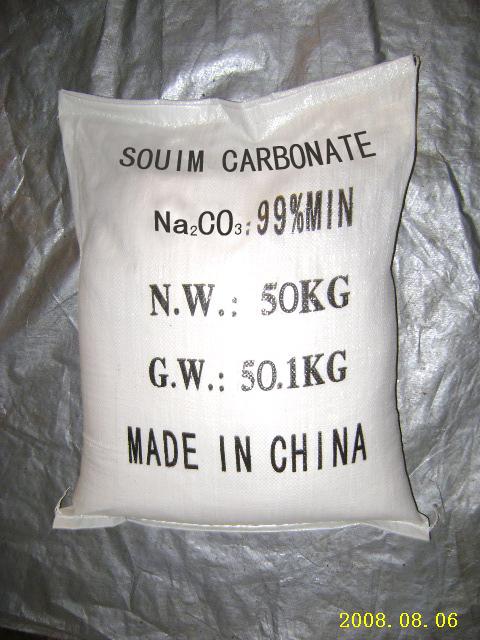 SOUIM CARBONATE
Na₂CO₃: 99%MIN
N.W.: 50KG
G.W.: 50.1KG
MADE IN CHINA
2008.08.06